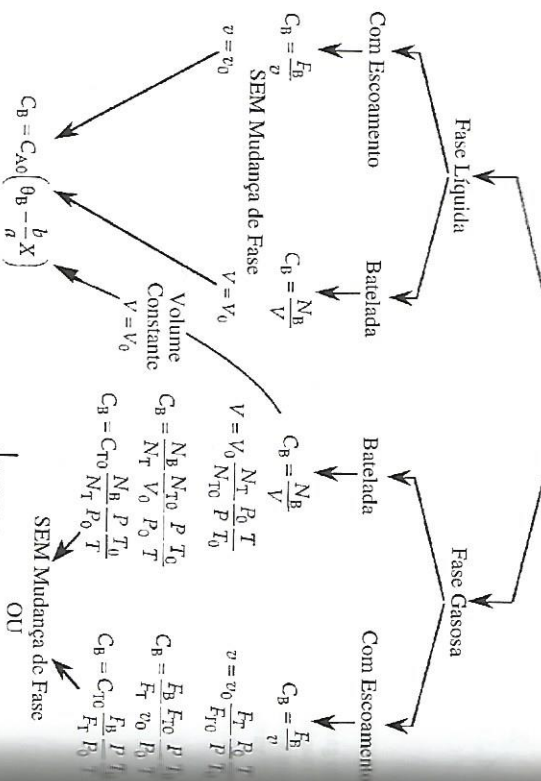 Fase Líquida
Com Escoamento
C_B = F_B/v
v = v_0
Batelada
C_B = N_B/V
V = V_0
SEM Mudança de Fase
C_B = C_A0 (θ_B − b/a X)
Fase Gasosa
Batelada
C_B = N_B/V
V = V_0 N_T/N_T0 P_0/P T/T_0
C_B = N_B/N_T N_T0/V_0 P/P_0 T_0/T
C_B = C_T0 N_B/N_T P/P_0 T_0/T
Volume
Constante
V = V_0
Com Escoamento
C_B = F_B/v
v = v_0 F_T/F_T0 P_0/P T
C_B = F_B/F_T F_T0/v_0 P/P_0 T
C_B = C_T0 F_B/F_T P/P_0 T
SEM Mudança de Fase
OU